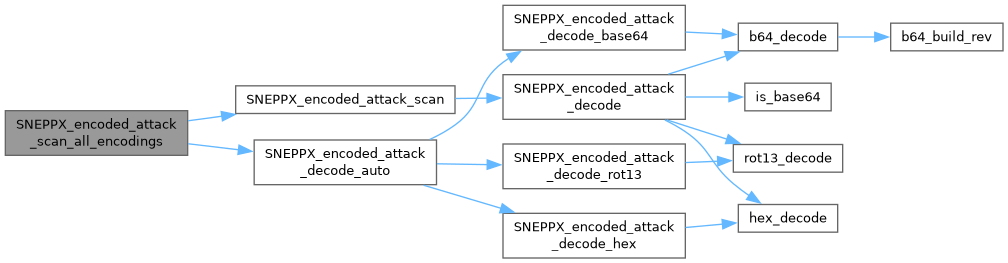 SNEPPX_encoded_attack
_scan_all_encodings
SNEPPX_encoded_attack_scan
SNEPPX_encoded_attack
_decode_auto
SNEPPX_encoded_attack
_decode_base64
SNEPPX_encoded_attack
_decode
SNEPPX_encoded_attack
_decode_rot13
SNEPPX_encoded_attack
_decode_hex
b64_decode
is_base64
rot13_decode
hex_decode
b64_build_rev